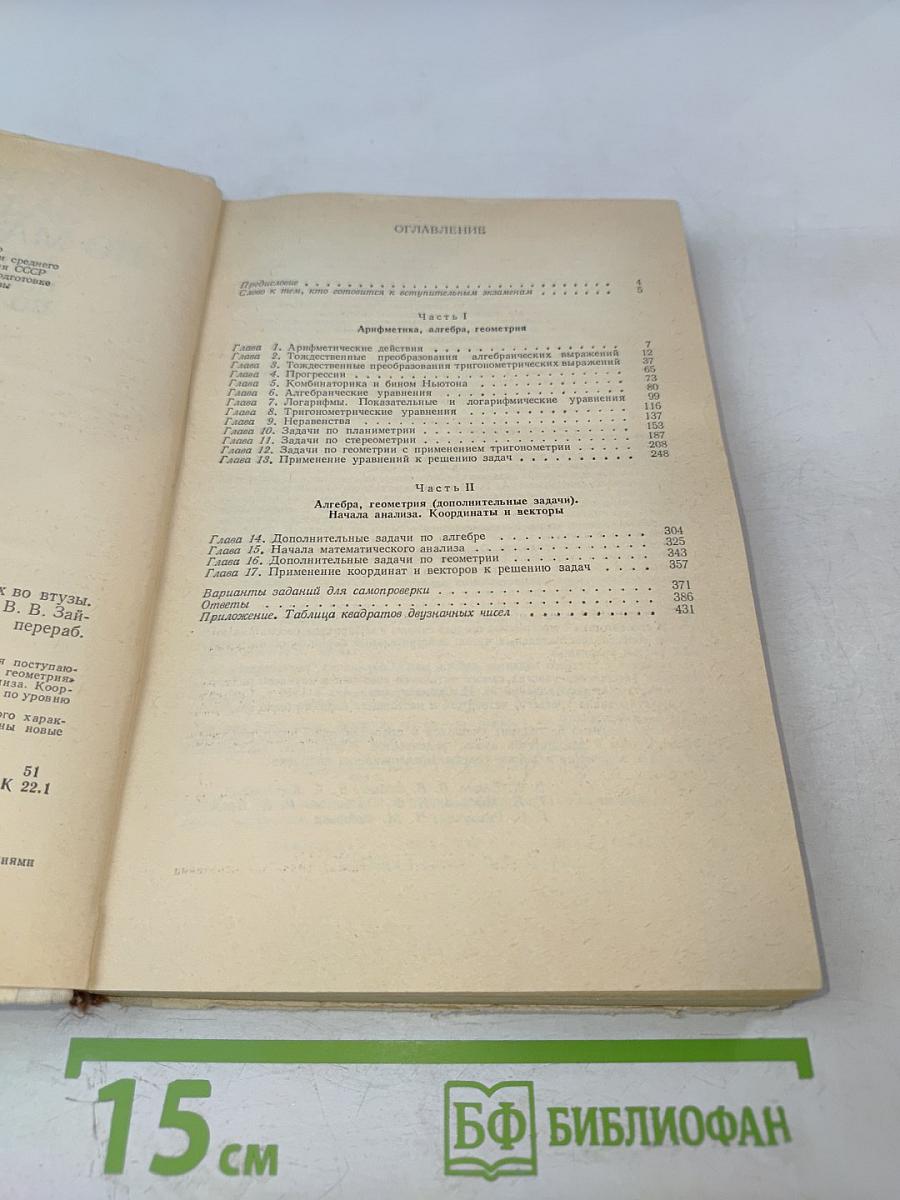 и среднего
ия СССР
одготовке
х во втузы.
В. В. Зай-
перераб.
я поступаю-
геометрия»
иза. Коор-
по уровню
ого харак-
ны новые
51
К 22.1
ниями
ОГЛАВЛЕНИЕ
Предисловие . . . . . . . . . . . . . . . . . . . . . . . 4
Слово к тем, кто готовится к вступительным экзаменам . . . . . . 5
Часть I
Арифметика, алгебра, геометрия
Глава 1. Арифметические действия . . . . . . . . . . . . . 7
Глава 2. Тождественные преобразования алгебраических выражений 12
Глава 3. Тождественные преобразования тригонометрических выражений 37
Глава 4. Прогрессии . . . . . . . . . . . . . . . . . . 65
Глава 5. Комбинаторика и бином Ньютона . . . . . . . . . . 73
Глава 6. Алгебраические уравнения . . . . . . . . . . . . 80
Глава 7. Логарифмы. Показательные и логарифмические уравнения 99
Глава 8. Тригонометрические уравнения . . . . . . . . . . 116
Глава 9. Неравенства . . . . . . . . . . . . . . . . . 137
Глава 10. Задачи по планиметрии . . . . . . . . . . . . . 153
Глава 11. Задачи по стереометрии . . . . . . . . . . . . . 187
Глава 12. Задачи по геометрии с применением тригонометрии . . . . . 208
Глава 13. Применение уравнений к решению задач . . . . . . . . . . 248
Часть II
Алгебра, геометрия (дополнительные задачи).
Начала анализа. Координаты и векторы
Глава 14. Дополнительные задачи по алгебре . . . . . . . . . . 304
Глава 15. Начала математического анализа . . . . . . . . . . . 325
Глава 16. Дополнительные задачи по геометрии . . . . . . . . . 343
Глава 17. Применение координат и векторов к решению задач . . . . 357
Варианты заданий для самопроверки . . . . . . . . . . . . . . 371
Ответы . . . . . . . . . . . . . . . . . . . . . . . . 386
Приложение. Таблица квадратов двузначных чисел . . . . . . . . . 431
15 см
БФ БИБЛИОФАН